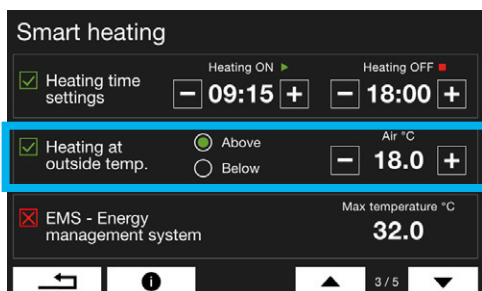 Smart heating
Heating time
settings
Heating ON
09:15
Heating OFF
18:00
Heating at
outside temp.
Above
Below
Air °C
18.0
EMS - Energy
management system
Max temperature °C
32.0
3 / 5